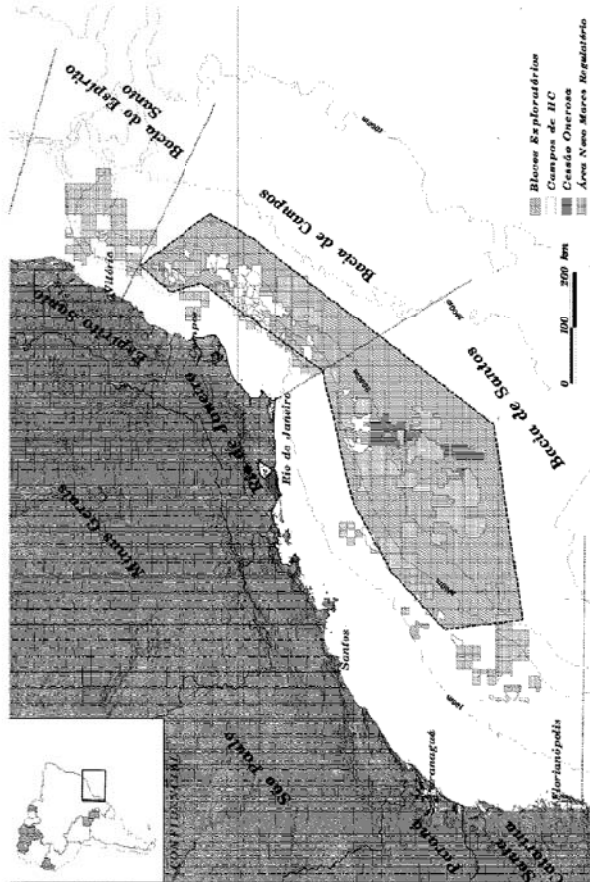 Bacia do Espírito
Santo
Vitória
Espírito Santo
Minas Gerais
Rio de Janeiro
Rio de Janeiro
Bacia de Campos
São Paulo
Santos
Bacia de Santos
Paraná
Paranaguá
Santa
Catarina
Florianópolis
0 100 200 km
Blocos Exploratórios
Campos de HC
Cessão Onerosa
Área Novo Marco Regulatório